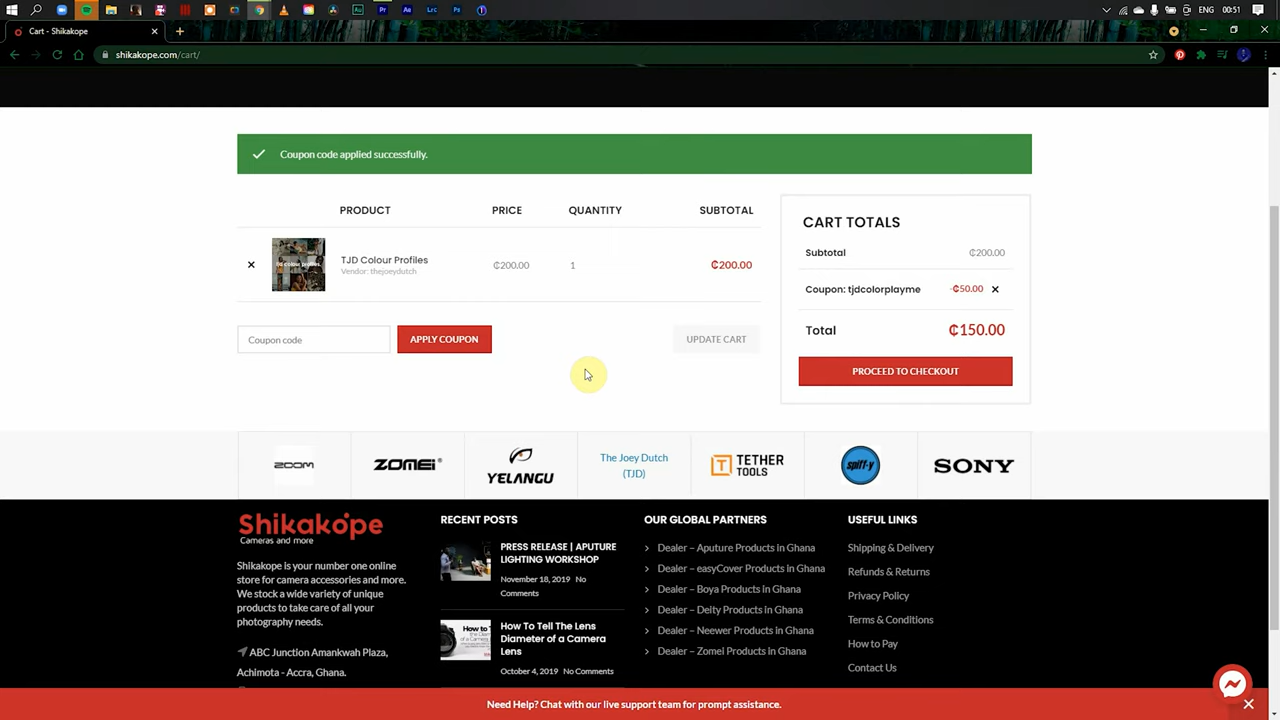 ENG 00:51
Cart - Shikakope
shikakope.com/cart/
Coupon code applied successfully.
PRODUCT PRICE QUANTITY SUBTOTAL
TJD Colour Profiles ₵200.00 1 ₵200.00
Vendor: thejoeydutch
Coupon code APPLY COUPON UPDATE CART
CART TOTALS
Subtotal ₵200.00
Coupon: tjdcolorplayme -₵50.00
Total ₵150.00
PROCEED TO CHECKOUT
ZOOM ZOMEI YELANGU The Joey Dutch TETHER spiff-y SONY
(TJD) TOOLS
Shikakope
Cameras and more
Shikakope is your number one online
store for camera accessories and more.
We stock a wide variety of unique
products to take care of all your
photography needs.
ABC Junction Amankwah Plaza,
Achimota - Accra, Ghana.
RECENT POSTS
PRESS RELEASE | APUTURE
LIGHTING WORKSHOP
November 18, 2019 No
Comments
How To Tell The Lens
Diameter of a Camera
Lens
October 4, 2019 No Comments
OUR GLOBAL PARTNERS
Dealer – Aputure Products in Ghana
Dealer – easyCover Products in Ghana
Dealer – Boya Products in Ghana
Dealer – Deity Products in Ghana
Dealer – Neewer Products in Ghana
Dealer – Zomei Products in Ghana
USEFUL LINKS
Shipping & Delivery
Refunds & Returns
Privacy Policy
Terms & Conditions
How to Pay
Contact Us
Need Help? Chat with our live support team for prompt assistance.